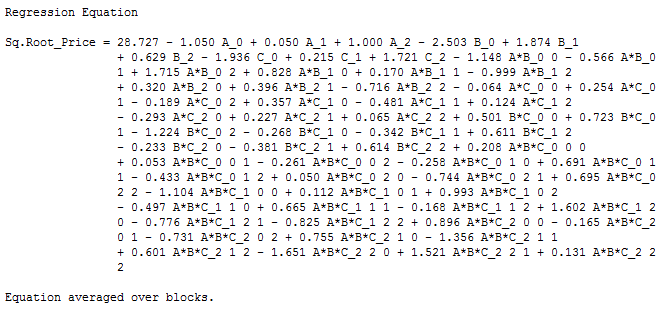 Regression Equation
Sq.Root_Price = 28.727 - 1.050 A_0 + 0.050 A_1 + 1.000 A_2 - 2.503 B_0 + 1.874 B_1
+ 0.629 B_2 - 1.936 C_0 + 0.215 C_1 + 1.721 C_2 - 1.148 A*B_0 0 - 0.566 A*B_0
1 + 1.715 A*B_0 2 + 0.828 A*B_1 0 + 0.170 A*B_1 1 - 0.999 A*B_1 2
+ 0.320 A*B_2 0 + 0.396 A*B_2 1 - 0.716 A*B_2 2 - 0.064 A*C_0 0 + 0.254 A*C_0
1 - 0.189 A*C_0 2 + 0.357 A*C_1 0 - 0.481 A*C_1 1 + 0.124 A*C_1 2
- 0.293 A*C_2 0 + 0.227 A*C_2 1 + 0.065 A*C_2 2 + 0.501 B*C_0 0 + 0.723 B*C_0
1 - 1.224 B*C_0 2 - 0.268 B*C_1 0 - 0.342 B*C_1 1 + 0.611 B*C_1 2
- 0.233 B*C_2 0 - 0.381 B*C_2 1 + 0.614 B*C_2 2 + 0.208 A*B*C_0 0 0
+ 0.053 A*B*C_0 0 1 - 0.261 A*B*C_0 0 2 - 0.258 A*B*C_0 1 0 + 0.691 A*B*C_0 1
1 - 0.433 A*B*C_0 1 2 + 0.050 A*B*C_0 2 0 - 0.744 A*B*C_0 2 1 + 0.695 A*B*C_0
2 2 - 1.104 A*B*C_1 0 0 + 0.112 A*B*C_1 0 1 + 0.993 A*B*C_1 0 2
- 0.497 A*B*C_1 1 0 + 0.665 A*B*C_1 1 1 - 0.168 A*B*C_1 1 2 + 1.602 A*B*C_1 2
0 - 0.776 A*B*C_1 2 1 - 0.825 A*B*C_1 2 2 + 0.896 A*B*C_2 0 0 - 0.165 A*B*C_2
0 1 - 0.731 A*B*C_2 0 2 + 0.755 A*B*C_2 1 0 - 1.356 A*B*C_2 1 1
+ 0.601 A*B*C_2 1 2 - 1.651 A*B*C_2 2 0 + 1.521 A*B*C_2 2 1 + 0.131 A*B*C_2 2
2
Equation averaged over blocks.